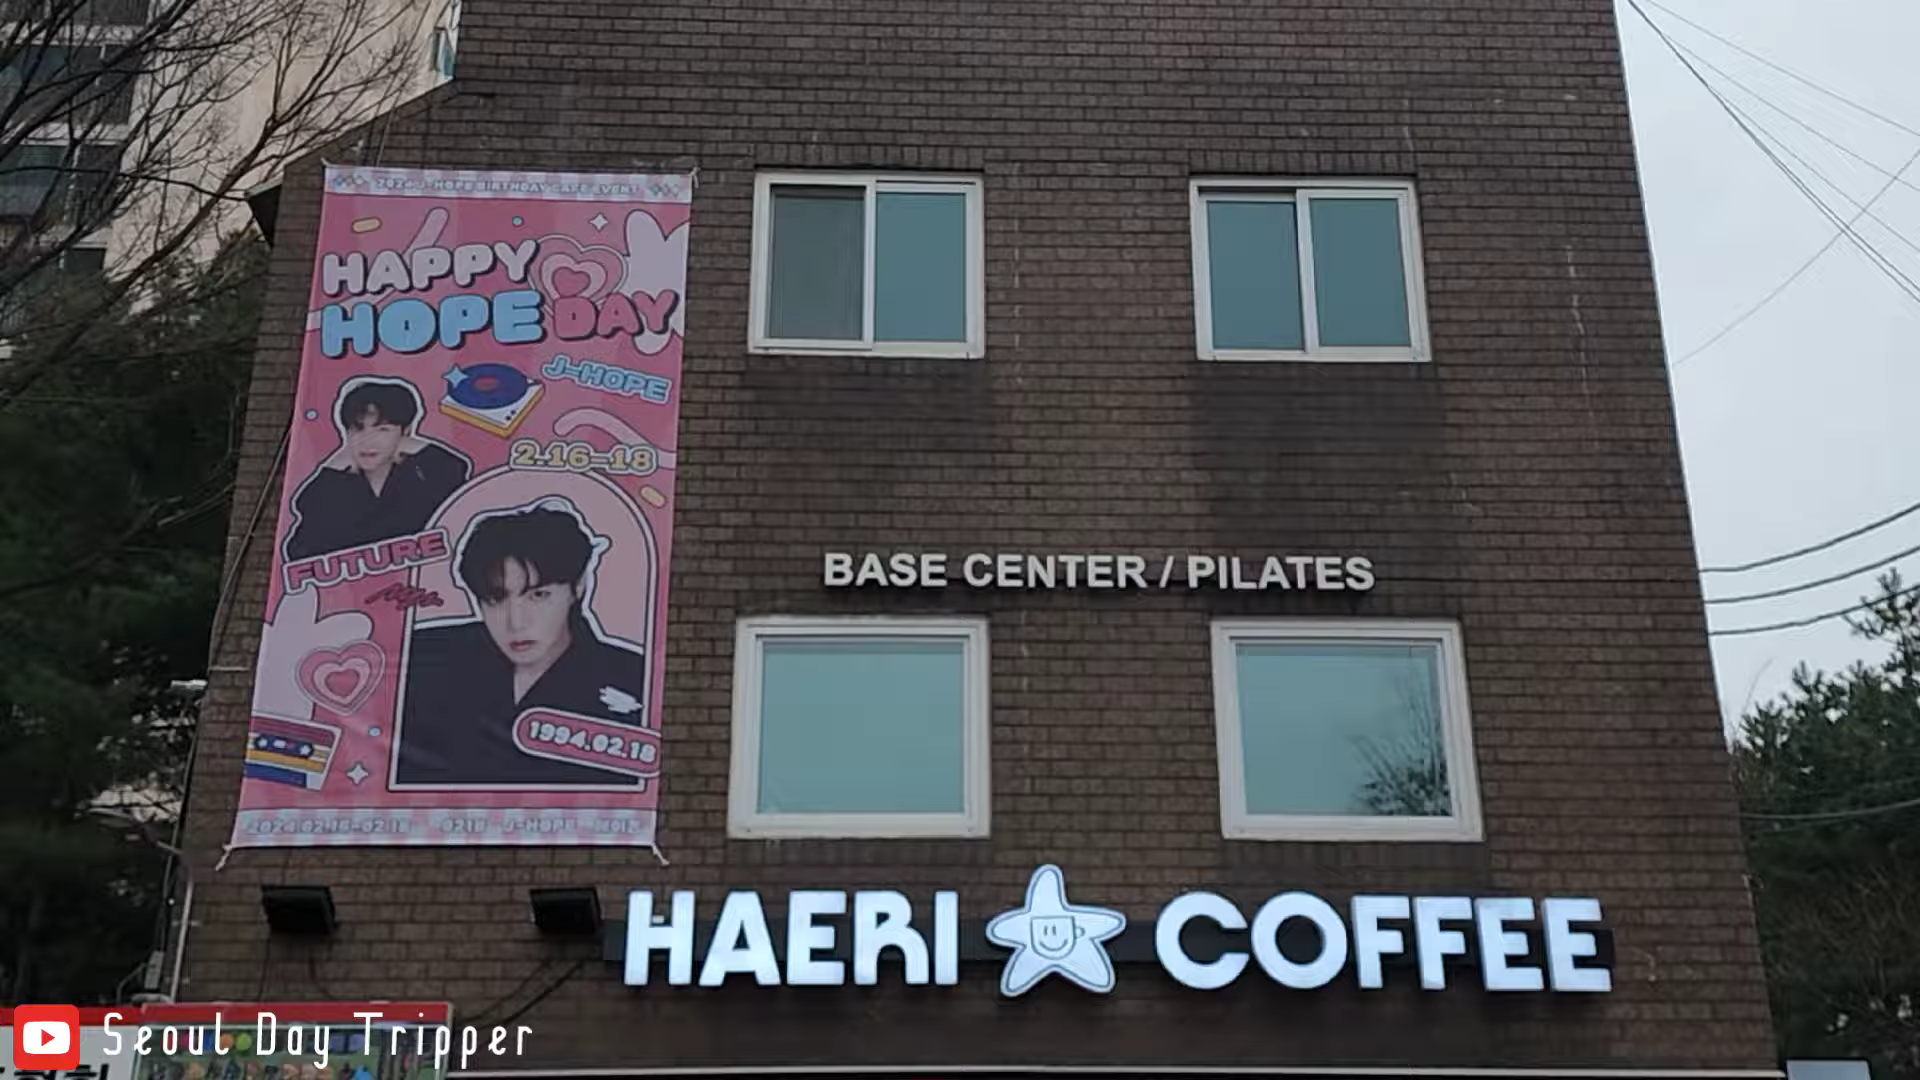 2024 J-HOPE BIRTHDAY CAFE EVENT
HAPPY
HOPE DAY
J-HOPE
2.16-18
FUTURE
1994.02.18
2024.02.16-02.18 0218 J-HOPE
BASE CENTER / PILATES
HAERI COFFEE
Seoul Day Tripper